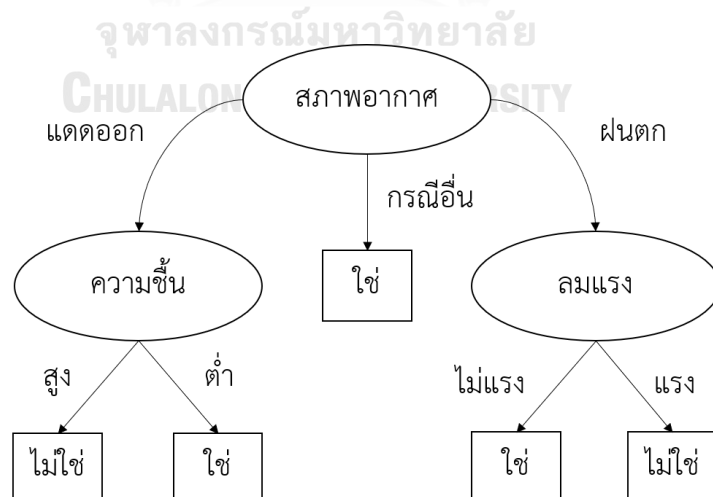 จุฬาลงกรณ์มหาวิทยาลัย
สภาพอากาศ
แดดออก
กรณีอื่น
ฝนตก
ความชื้น
ใช่
ลมแรง
สูง
ต่ำ
ไม่แรง
แรง
ไม่ใช่
ใช่
ใช่
ไม่ใช่